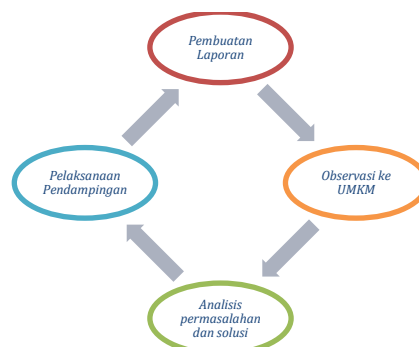 Pembuatan
Laporan
Observasi ke
UMKM
Analisis
permasalahan
dan solusi
Pelaksanaan
Pendampingan